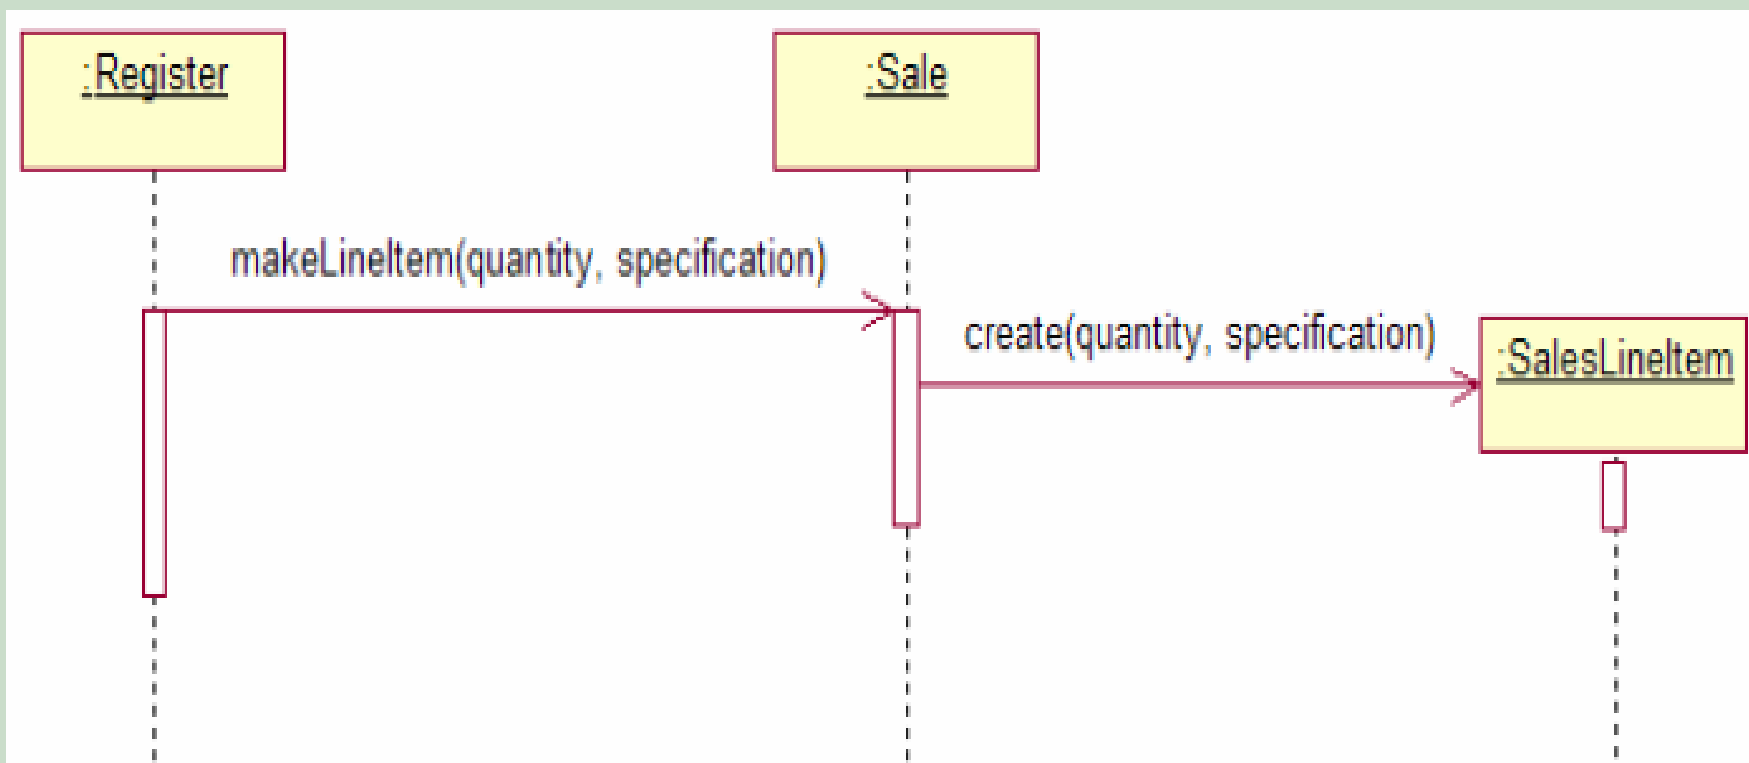 :Register
:Sale
makeLineItem(quantity, specification)
create(quantity, specification)
:SalesLineItem